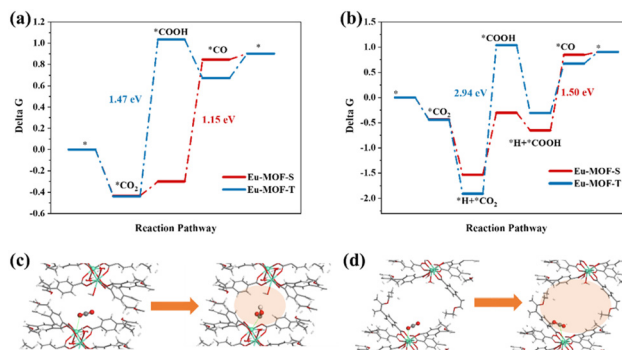 (a)
1.0
0.8
0.6
0.4
0.2
0.0
-0.2
-0.4
-0.6
Delta G
*COOH
*CO
*
1.47 eV
1.15 eV
*
*CO2
Eu-MOF-S
Eu-MOF-T
Reaction Pathway
(b)
1.5
1.0
0.5
0.0
-0.5
-1.0
-1.5
-2.0
Delta G
*COOH
*CO
*
*
*CO2
2.94 eV
1.50 eV
*H+*COOH
*H+*CO2
Eu-MOF-S
Eu-MOF-T
Reaction Pathway
(c)
(d)